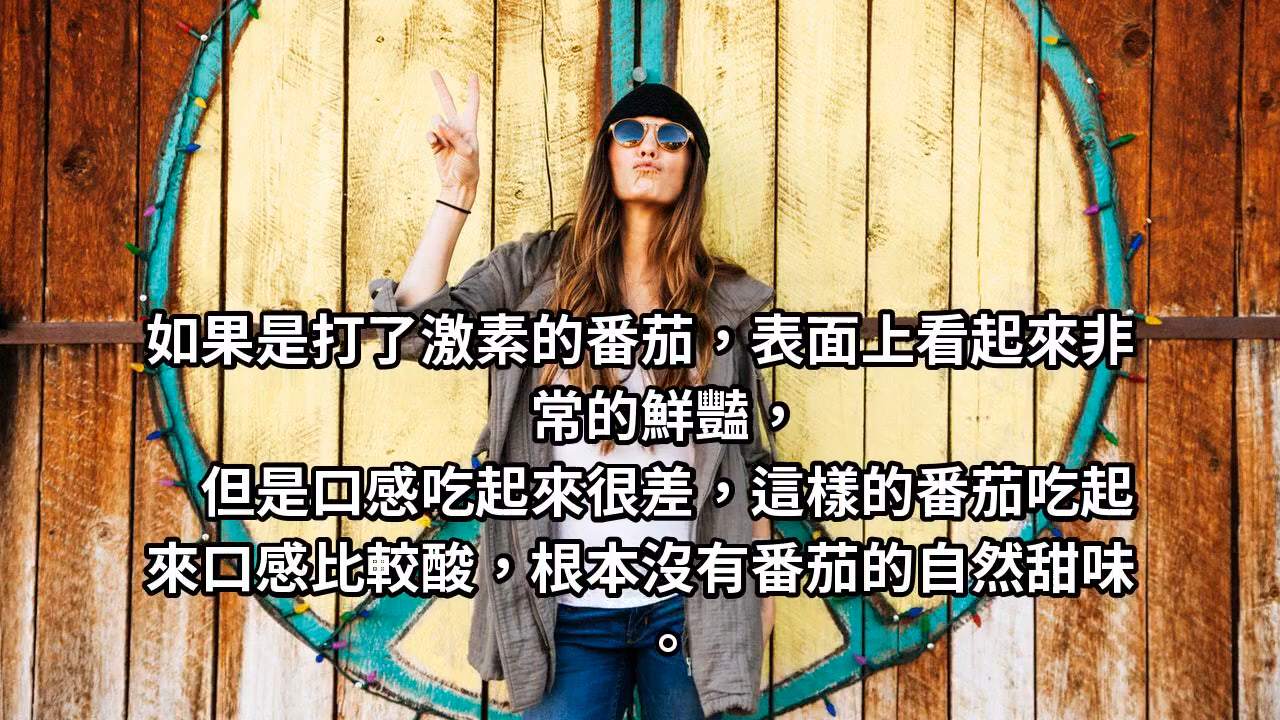 如果是打了激素的番茄，表面上看起來非
常的鮮豔，
但是口感吃起來很差，這樣的番茄吃起
來口感比較酸，根本沒有番茄的自然甜味
。